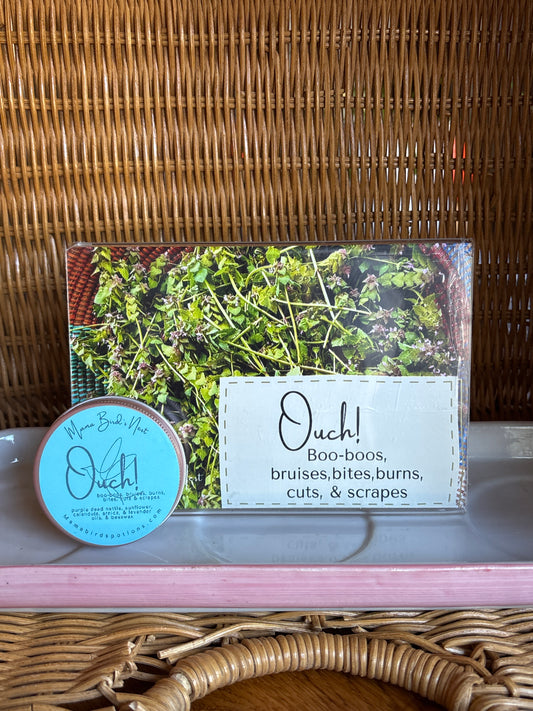 Ouch!
Boo-boos,
bruises,bites,burns,
cuts, & scrapes
Mama Bird's Nest
Ouch!
boo-boos, bruises, burns,
bites, cuts & scrapes
purple dead nettle, sunflower,
calendula, arnica, & lavender
oils, & beeswax
Mamabirdspotions.com